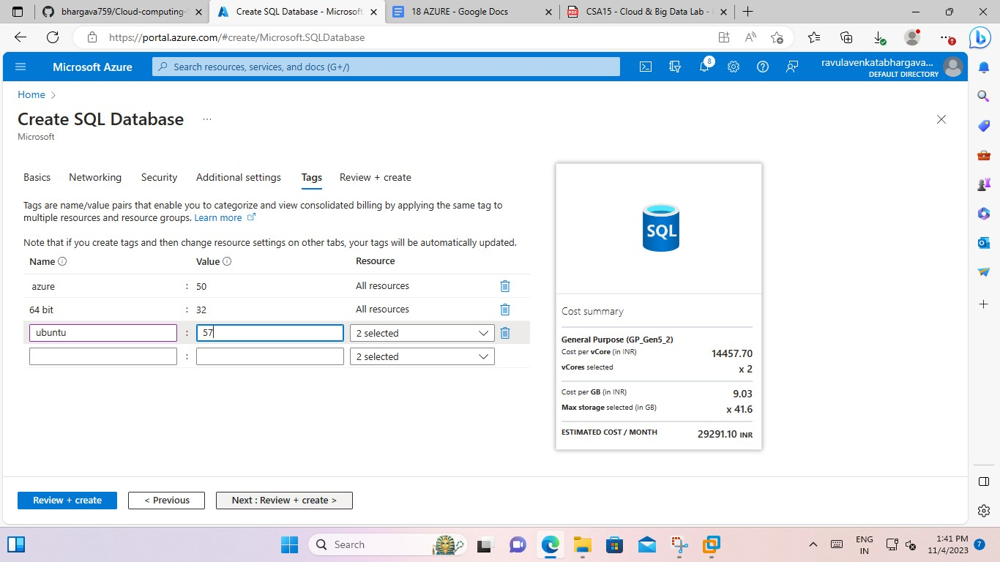 bhargava759/Cloud-computing-
Create SQL Database - Microsoft
18 AZURE - Google Docs
PDF
CSA15 - Cloud & Big Data Lab -
https://portal.azure.com/#create/Microsoft.SQLDatabase
Microsoft Azure
Search resources, services, and docs (G+/)
8
ravulavenkatabhargava...
DEFAULT DIRECTORY
Home
Create SQL Database
...
Microsoft
Basics
Networking
Security
Additional settings
Tags
Review + create
Tags are name/value pairs that enable you to categorize and view consolidated billing by applying the same tag to
multiple resources and resource groups. Learn more
Note that if you create tags and then change resource settings on other tabs, your tags will be automatically updated.
Name
Value
Resource
azure : 50 All resources
64 bit : 32 All resources
ubuntu : 57 2 selected
: 2 selected
SQL
Cost summary
General Purpose (GP_Gen5_2)
Cost per vCore (in INR) 14457.70
vCores selected x 2
Cost per GB (in INR) 9.03
Max storage selected (in GB) x 41.6
ESTIMATED COST / MONTH 29291.10 INR
Review + create
< Previous
Next : Review + create >
Search
ENG
IN
1:41 PM
11/4/2023
7